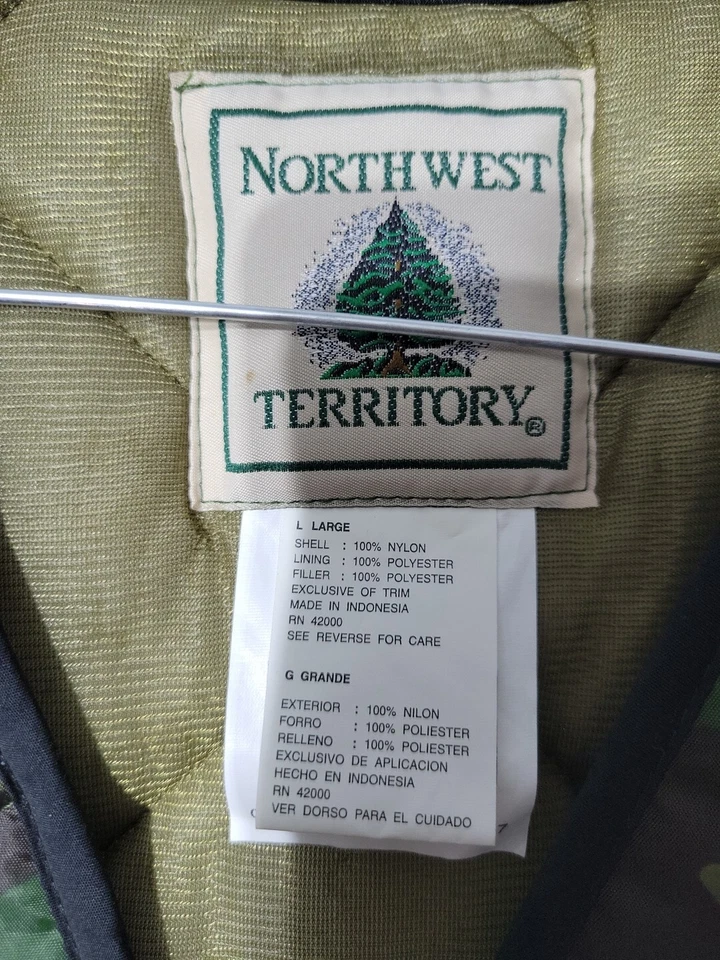 NORTHWEST
TERRITORY®
L LARGE
SHELL : 100% NYLON
LINING : 100% POLYESTER
FILLER : 100% POLYESTER
EXCLUSIVE OF TRIM
MADE IN INDONESIA
RN 42000
SEE REVERSE FOR CARE
G GRANDE
EXTERIOR : 100% NILON
FORRO : 100% POLIESTER
RELLENO : 100% POLIESTER
EXCLUSIVO DE APLICACION
HECHO EN INDONESIA
RN 42000
VER DORSO PARA EL CUIDADO